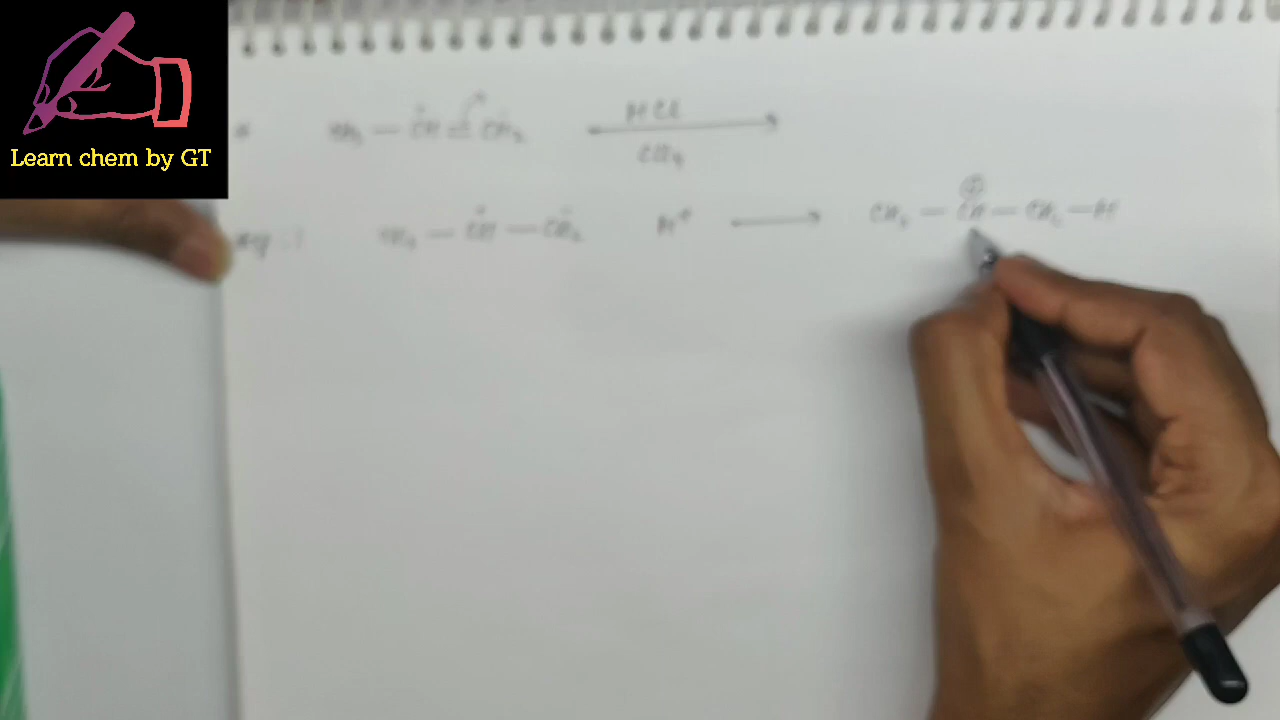 Learn chem by GT
HCl
CH3 — CH = CH2 ⟶
CCl4
CH3 — CH — CH2 H⁺ ⟶ CH3 — CH — CH2 — H
⊕